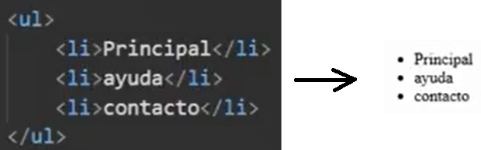 <ul>
<li>Principal</li>
<li>ayuda</li>
<li>contacto</li>
</ul>
• Principal
• ayuda
• contacto